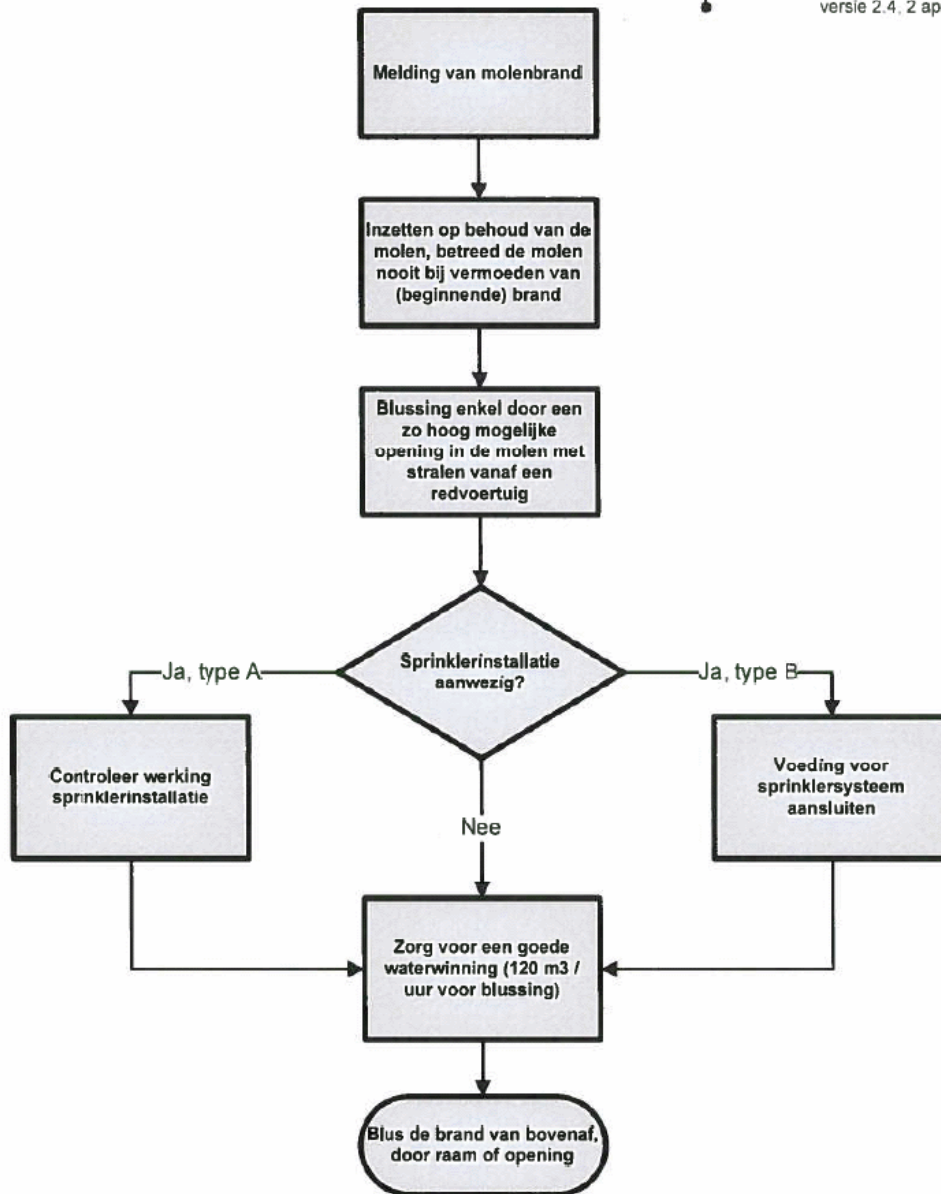 versie 2.4, 2 ap
Melding van molenbrand
Inzetten op behoud van de
molen, betreed de molen
nooit bij vermoeden van
(beginnende) brand
Blussing enkel door een
zo hoog mogelijke
opening in de molen met
stralen vanaf een
redvoertuig
Sprinklerinstallatie
aanwezig?
Ja, type A
Ja, type B
Controleer werking
sprinklerinstallatie
Voeding voor
sprinklersysteem
aansluiten
Nee
Zorg voor een goede
waterwinning (120 m3 /
uur voor blussing)
Blus de brand van bovenaf,
door raam of opening